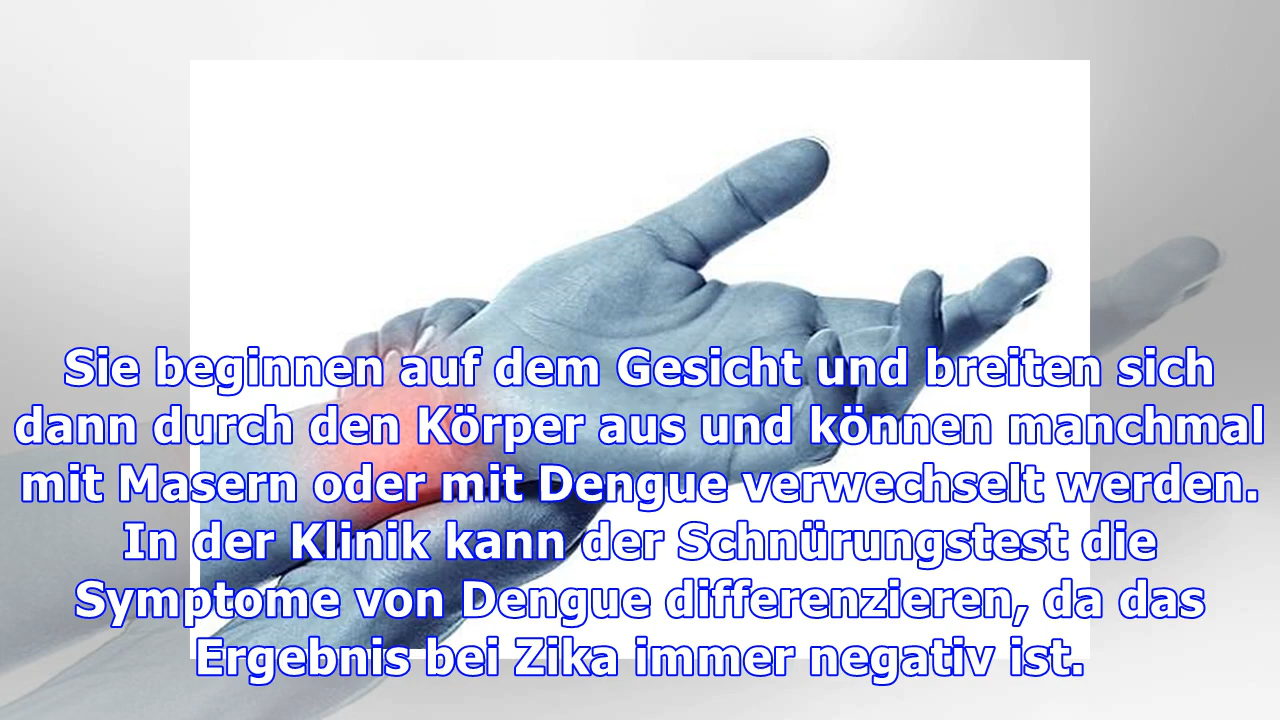 Sie beginnen auf dem Gesicht und breiten sich
dann durch den Körper aus und können manchmal
mit Masern oder mit Dengue verwechselt werden.
In der Klinik kann der Schnürungstest die
Symptome von Dengue differenzieren, da das
Ergebnis bei Zika immer negativ ist.